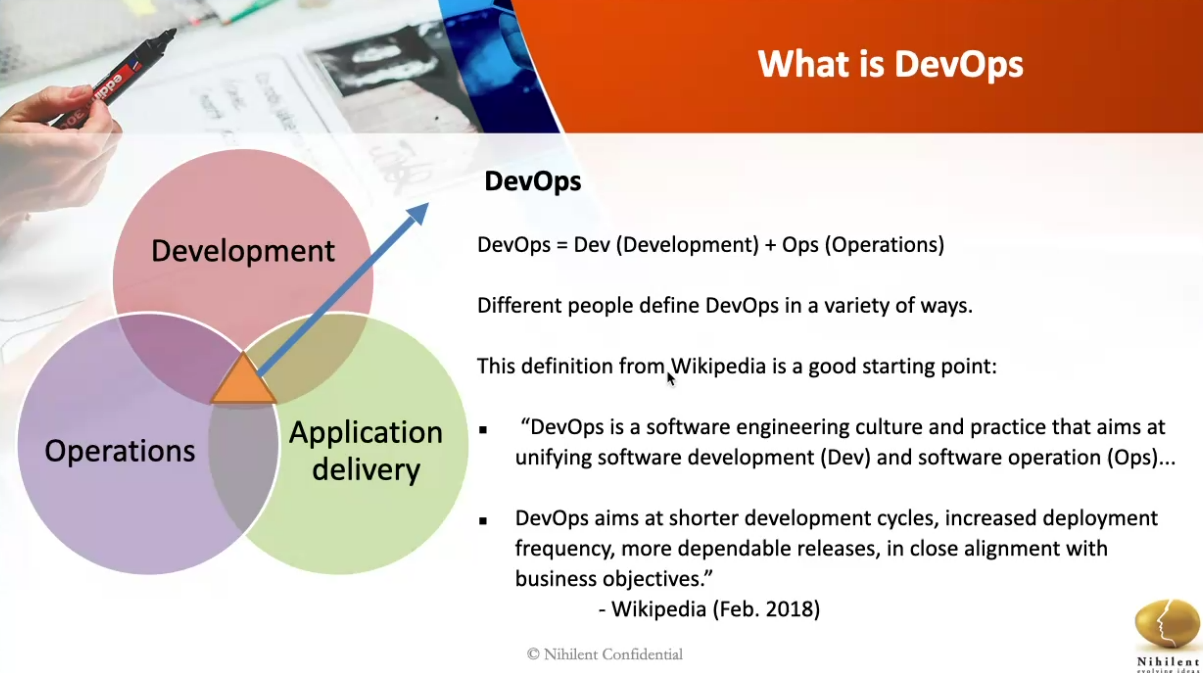 What is DevOps
DevOps
DevOps = Dev (Development) + Ops (Operations)
Different people define DevOps in a variety of ways.
This definition from Wikipedia is a good starting point:
▪ “DevOps is a software engineering culture and practice that aims at
unifying software development (Dev) and software operation (Ops)...
▪ DevOps aims at shorter development cycles, increased deployment
frequency, more dependable releases, in close alignment with
business objectives.”
- Wikipedia (Feb. 2018)
Development
Operations
Application
delivery
© Nihilent Confidential
Nihilent
evolving ideas
edding